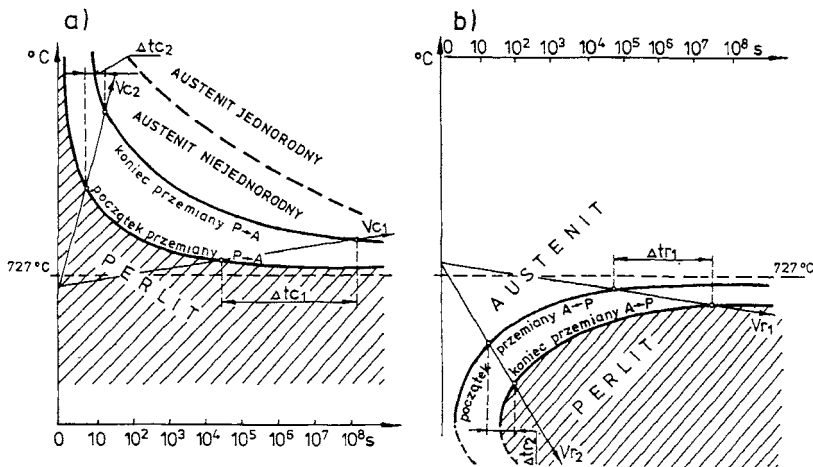 a)
°C
Δtc₂
Vc₂
AUSTENIT JEDNORODNY
AUSTENIT NIEJEDNORODNY
koniec przemiany P→A
początek przemiany P→A
Vc₁
727°C
PERLIT
Δtc₁
0 10 10² 10³ 10⁴ 10⁵ 10⁶ 10⁷ 10⁸ s
b)
0 10 10² 10³ 10⁴ 10⁵ 10⁶ 10⁷ 10⁸ s
°C
AUSTENIT
Δtr₁
727°C
początek przemiany A→P
koniec przemiany A→P
Vr₁
PERLIT
Δtr₂
Vr₂